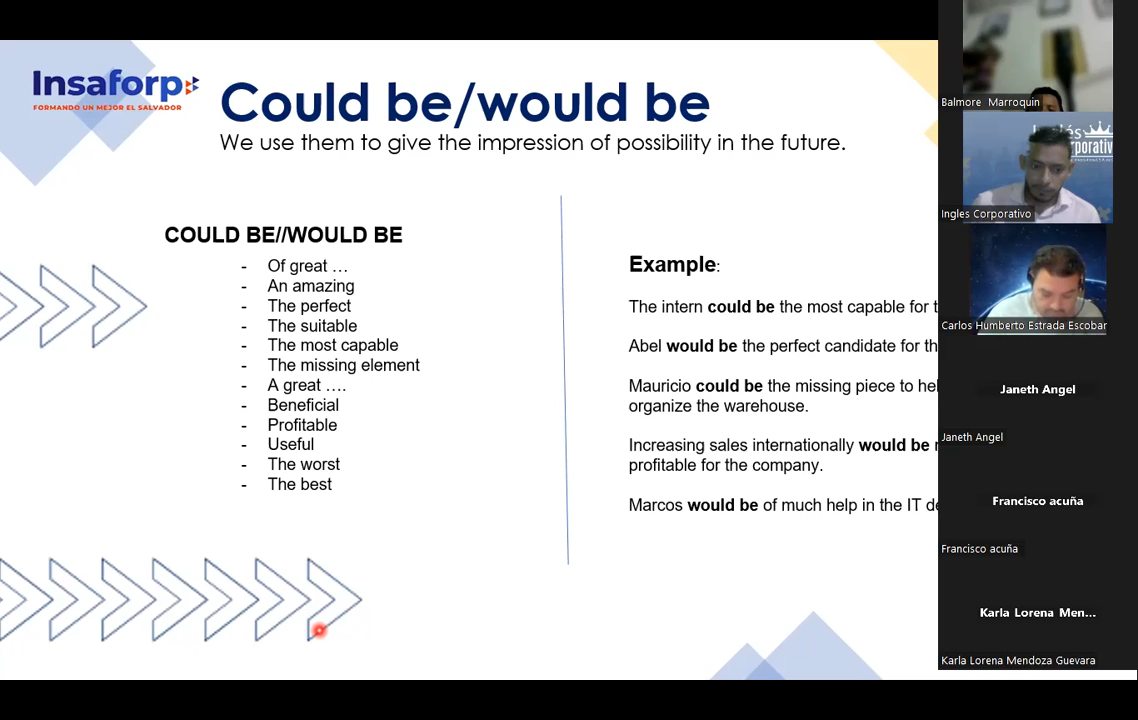 Insaforp
FORMANDO UN MEJOR EL SALVADOR
Could be/would be
We use them to give the impression of possibility in the future.
COULD BE//WOULD BE
- Of great …
- An amazing
- The perfect
- The suitable
- The most capable
- The missing element
- A great ….
- Beneficial
- Profitable
- Useful
- The worst
- The best
Example:
The intern could be the most capable for
Abel would be the perfect candidate for
Mauricio could be the missing piece to
organize the warehouse.
Increasing sales internationally would be
profitable for the company.
Marcos would be of much help in the IT
Balmore Marroquin
Ingles Corporativo
Carlos Humberto Estrada Escobar
Janeth Angel
Janeth Angel
Francisco acuña
Francisco acuña
Karla Lorena Men...
Karla Lorena Mendoza Guevara